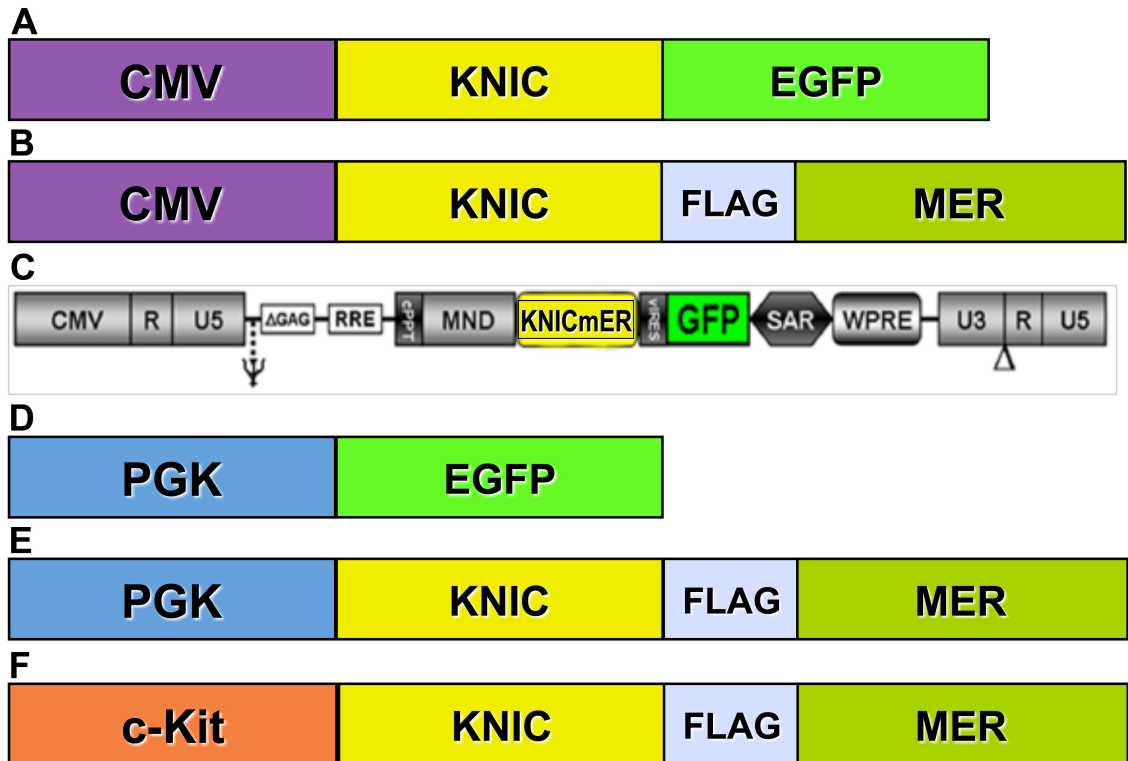 A
CMV KNIC EGFP
B
CMV KNIC FLAG MER
C
CMV R U5 ΔGAG RRE cPPT MND KNICmER vIRES GFP SAR WPRE U3 R U5
Ψ Δ
D
PGK EGFP
E
PGK KNIC FLAG MER
F
c-Kit KNIC FLAG MER